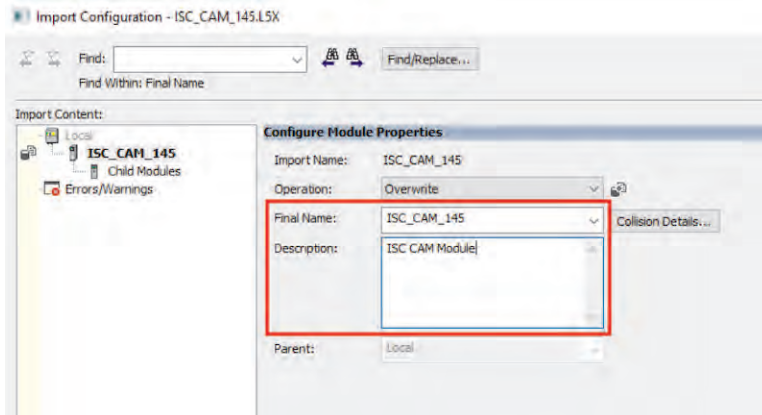 Import Configuration - ISC_CAM_145.L5X
Find:
Find/Replace...
Find Within: Final Name
Import Content:
Local
ISC_CAM_145
Child Modules
Errors/Warnings
Configure Module Properties
Import Name: ISC_CAM_145
Operation: Overwrite
Final Name: ISC_CAM_145 Collision Details...
Description: ISC CAM Module
Parent: Local